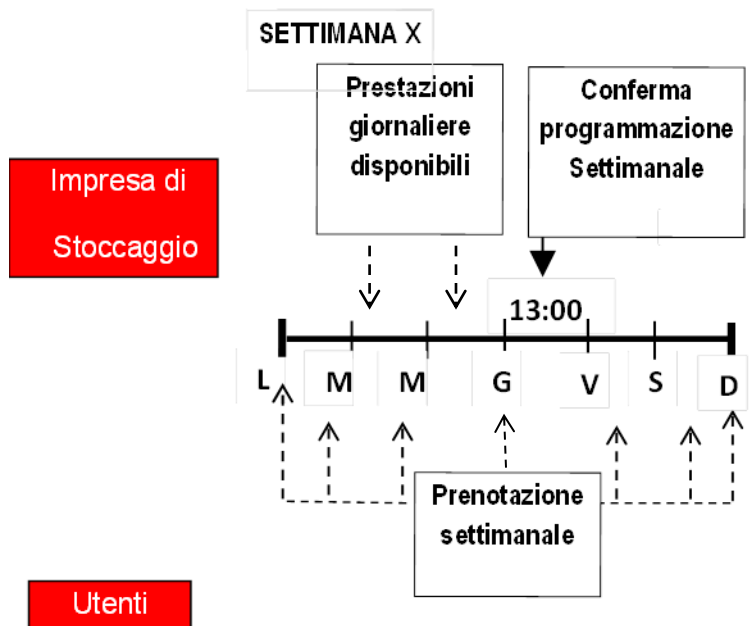 SETTIMANA X
Prestazioni
giornaliere
disponibili
Conferma
programmazione
Settimanale
Impresa di
Stoccaggio
13:00
L M M G V S D
Prenotazione
settimanale
Utenti